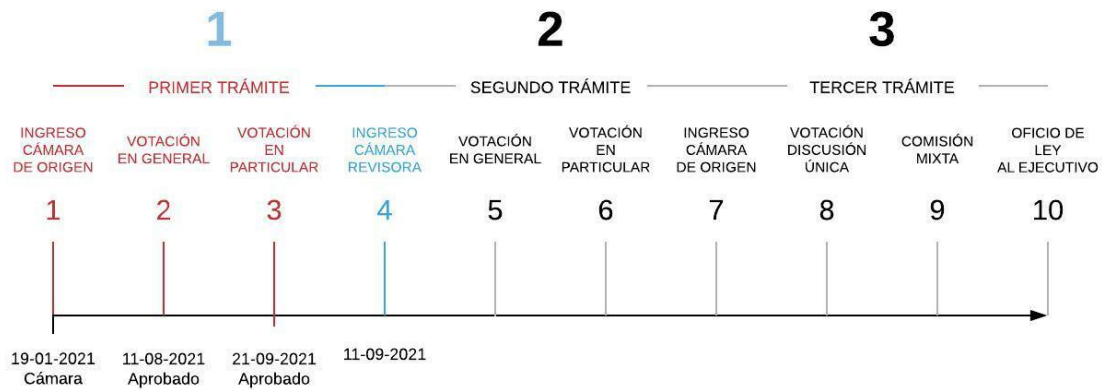 1
2
3
PRIMER TRÁMITE
SEGUNDO TRÁMITE
TERCER TRÁMITE
INGRESO
CÁMARA
DE ORIGEN
VOTACIÓN
EN GENERAL
VOTACIÓN
EN
PARTICULAR
INGRESO
CÁMARA
REVISORA
VOTACIÓN
EN GENERAL
VOTACIÓN
EN
PARTICULAR
INGRESO
CÁMARA
DE ORIGEN
VOTACIÓN
DISCUSIÓN
ÚNICA
COMISIÓN
MIXTA
OFICIO DE
LEY
AL EJECUTIVO
1
2
3
4
5
6
7
8
9
10
19-01-2021
Cámara
11-08-2021
Aprobado
21-09-2021
Aprobado
11-09-2021